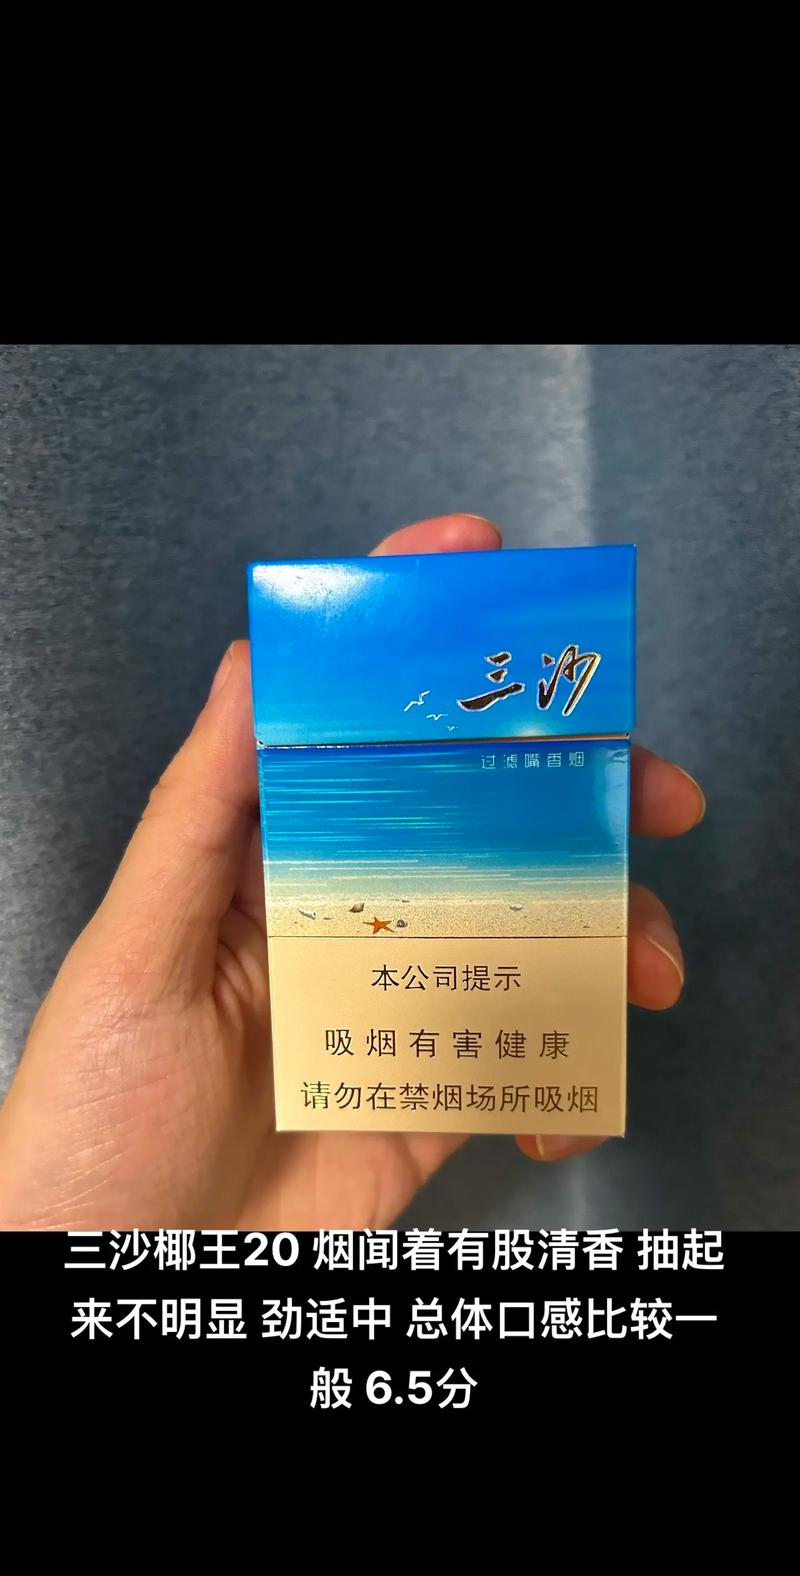 三沙
过滤嘴香烟
本公司提示
吸烟有害健康
请勿在禁烟场所吸烟
三沙椰王20 烟闻着有股清香 抽起
来不明显 劲适中 总体口感比较一
般 6.5分